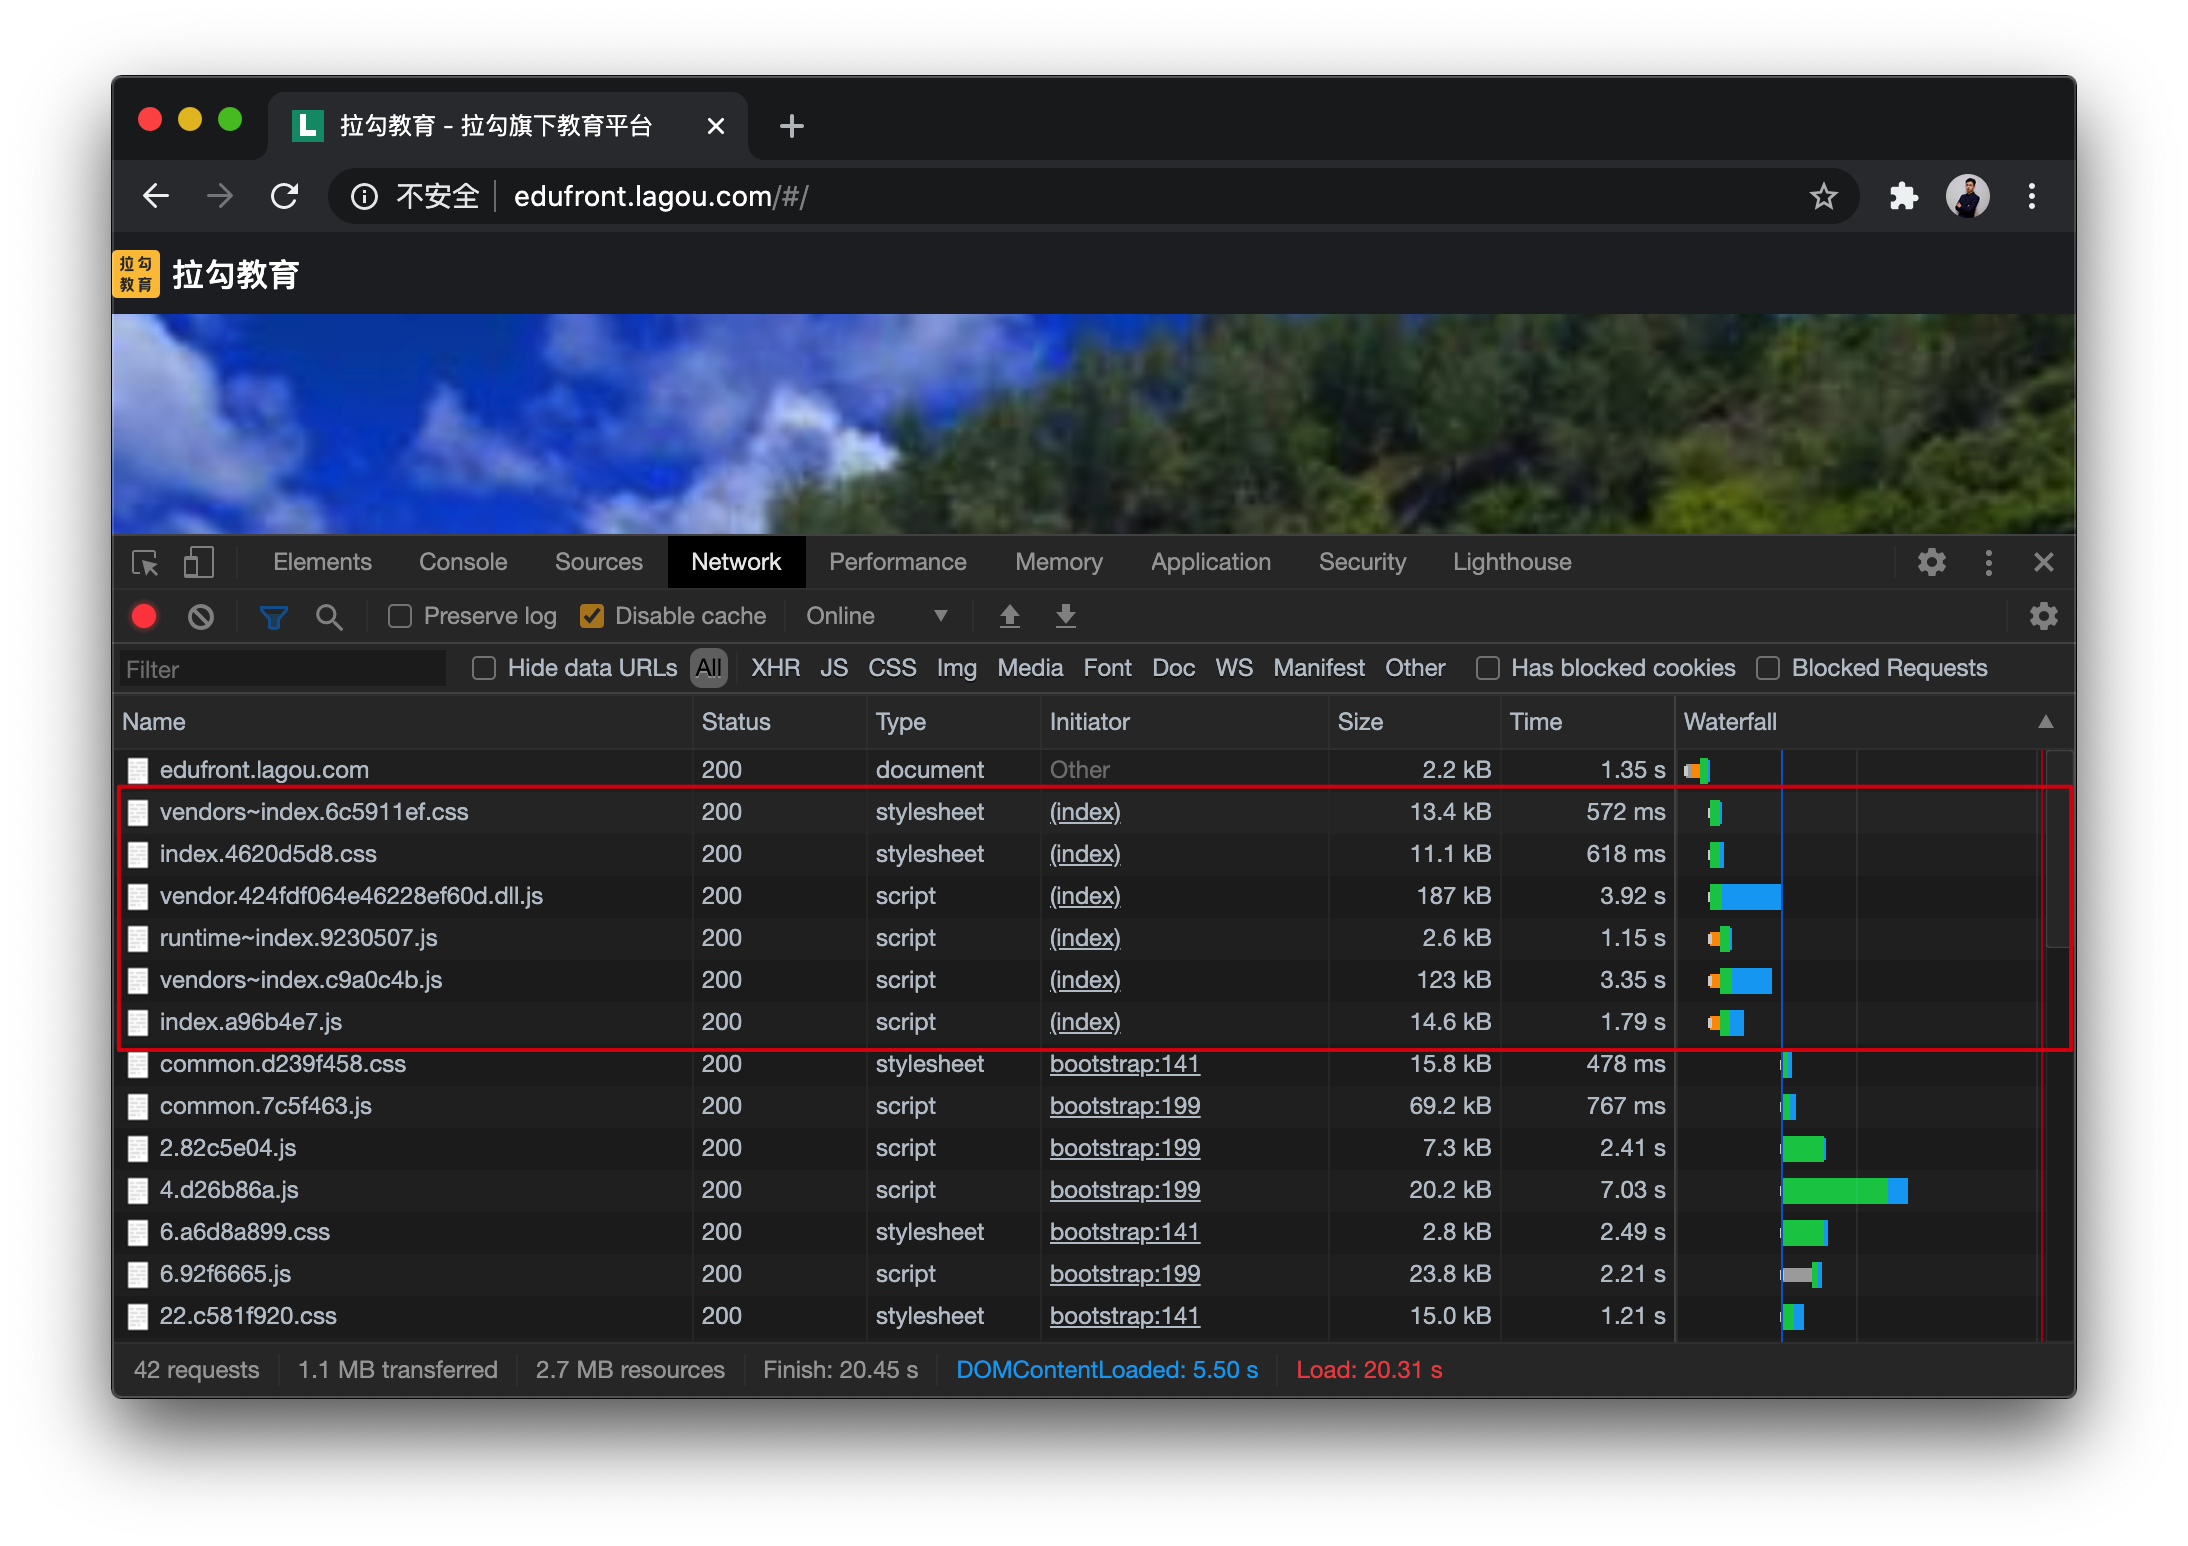 拉勾教育 - 拉勾旗下教育平台
不安全 edufront.lagou.com/#/
拉勾
教育
拉勾教育
Elements Console Sources Network Performance Memory Application Security Lighthouse
Preserve log Disable cache Online
Filter Hide data URLs All XHR JS CSS Img Media Font Doc WS Manifest Other Has blocked cookies Blocked Requests
Name Status Type Initiator Size Time Waterfall
edufront.lagou.com 200 document Other 2.2 kB 1.35 s
vendors~index.6c5911ef.css 200 stylesheet (index) 13.4 kB 572 ms
index.4620d5d8.css 200 stylesheet (index) 11.1 kB 618 ms
vendor.424fdf064e46228ef60d.dll.js 200 script (index) 187 kB 3.92 s
runtime~index.9230507.js 200 script (index) 2.6 kB 1.15 s
vendors~index.c9a0c4b.js 200 script (index) 123 kB 3.35 s
index.a96b4e7.js 200 script (index) 14.6 kB 1.79 s
common.d239f458.css 200 stylesheet bootstrap:141 15.8 kB 478 ms
common.7c5f463.js 200 script bootstrap:199 69.2 kB 767 ms
2.82c5e04.js 200 script bootstrap:199 7.3 kB 2.41 s
4.d26b86a.js 200 script bootstrap:199 20.2 kB 7.03 s
6.a6d8a899.css 200 stylesheet bootstrap:141 2.8 kB 2.49 s
6.92f6665.js 200 script bootstrap:199 23.8 kB 2.21 s
22.c581f920.css 200 stylesheet bootstrap:141 15.0 kB 1.21 s
42 requests 1.1 MB transferred 2.7 MB resources Finish: 20.45 s DOMContentLoaded: 5.50 s Load: 20.31 s